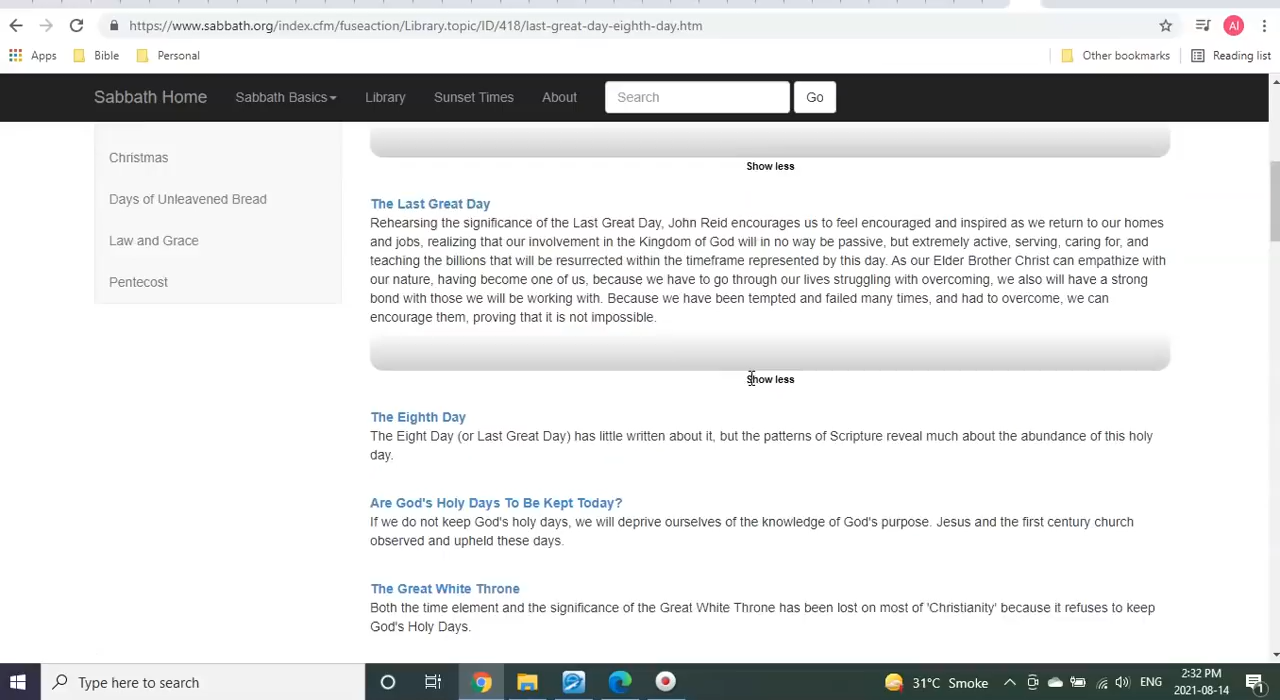 https://www.sabbath.org/index.cfm/fuseaction/Library.topic/ID/418/last-great-day-eighth-day.htm
AI
Apps
Bible
Personal
Other bookmarks
Reading list
Sabbath Home
Sabbath Basics
Library
Sunset Times
About
Search
Go
Christmas
Days of Unleavened Bread
Law and Grace
Pentecost
Show less
The Last Great Day
Rehearsing the significance of the Last Great Day, John Reid encourages us to feel encouraged and inspired as we return to our homes
and jobs, realizing that our involvement in the Kingdom of God will in no way be passive, but extremely active, serving, caring for, and
teaching the billions that will be resurrected within the timeframe represented by this day. As our Elder Brother Christ can empathize with
our nature, having become one of us, because we have to go through our lives struggling with overcoming, we also will have a strong
bond with those we will be working with. Because we have been tempted and failed many times, and had to overcome, we can
encourage them, proving that it is not impossible.
Show less
The Eighth Day
The Eight Day (or Last Great Day) has little written about it, but the patterns of Scripture reveal much about the abundance of this holy
day.
Are God's Holy Days To Be Kept Today?
If we do not keep God's holy days, we will deprive ourselves of the knowledge of God's purpose. Jesus and the first century church
observed and upheld these days.
The Great White Throne
Both the time element and the significance of the Great White Throne has been lost on most of 'Christianity' because it refuses to keep
God's Holy Days.
Type here to search
31°C Smoke
ENG
2:32 PM
2021-08-14
1